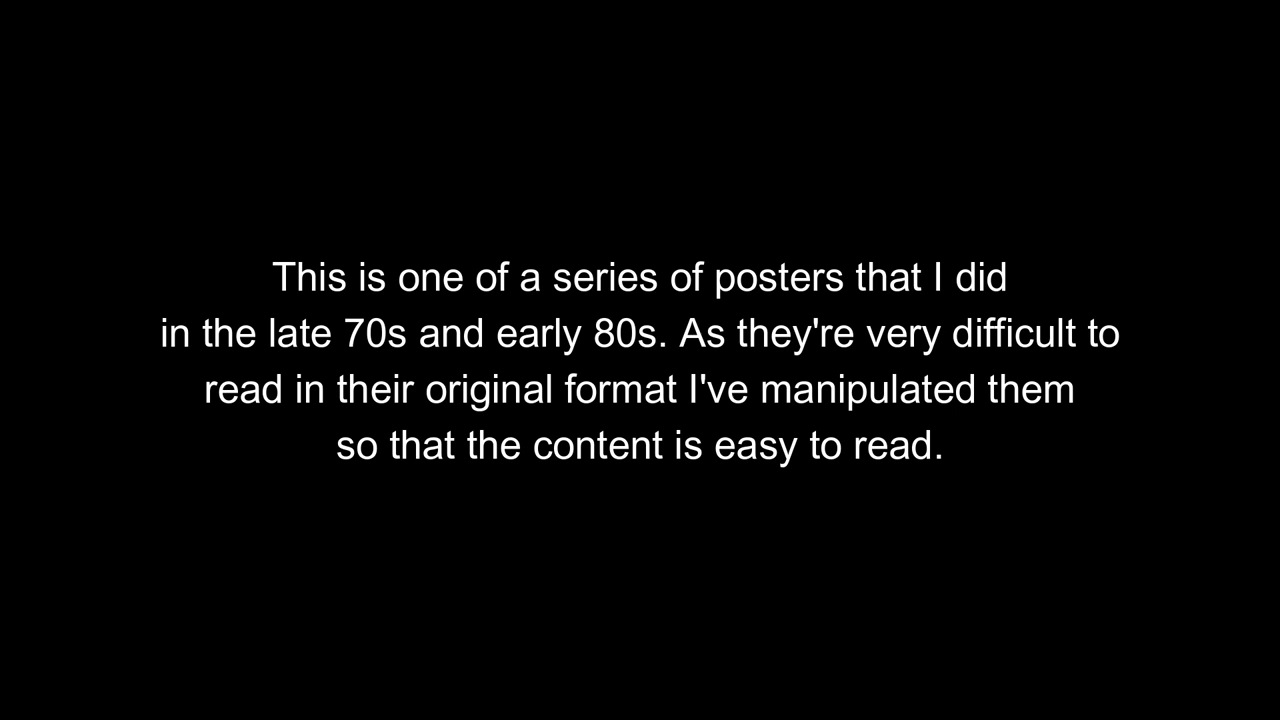 This is one of a series of posters that I did
in the late 70s and early 80s. As they're very difficult to
read in their original format I've manipulated them
so that the content is easy to read.